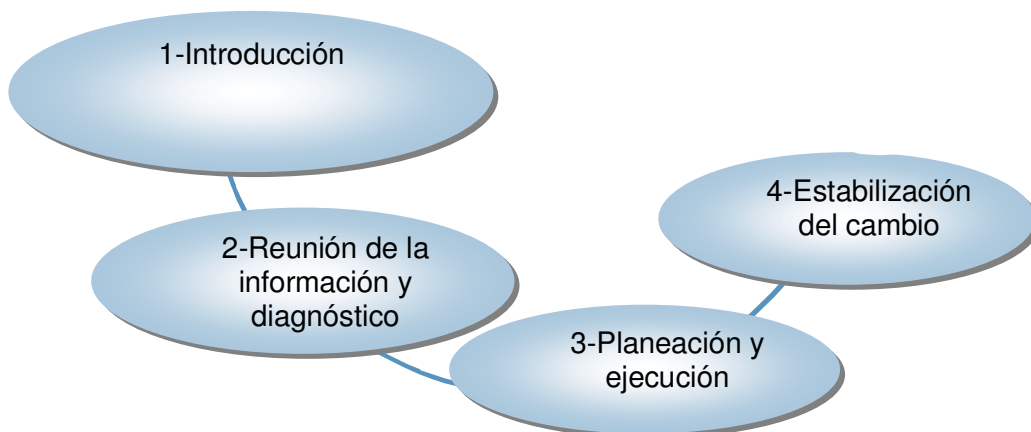 1-Introducción
2-Reunión de la
información y
diagnóstico
3-Planeación y
ejecución
4-Estabilización
del cambio